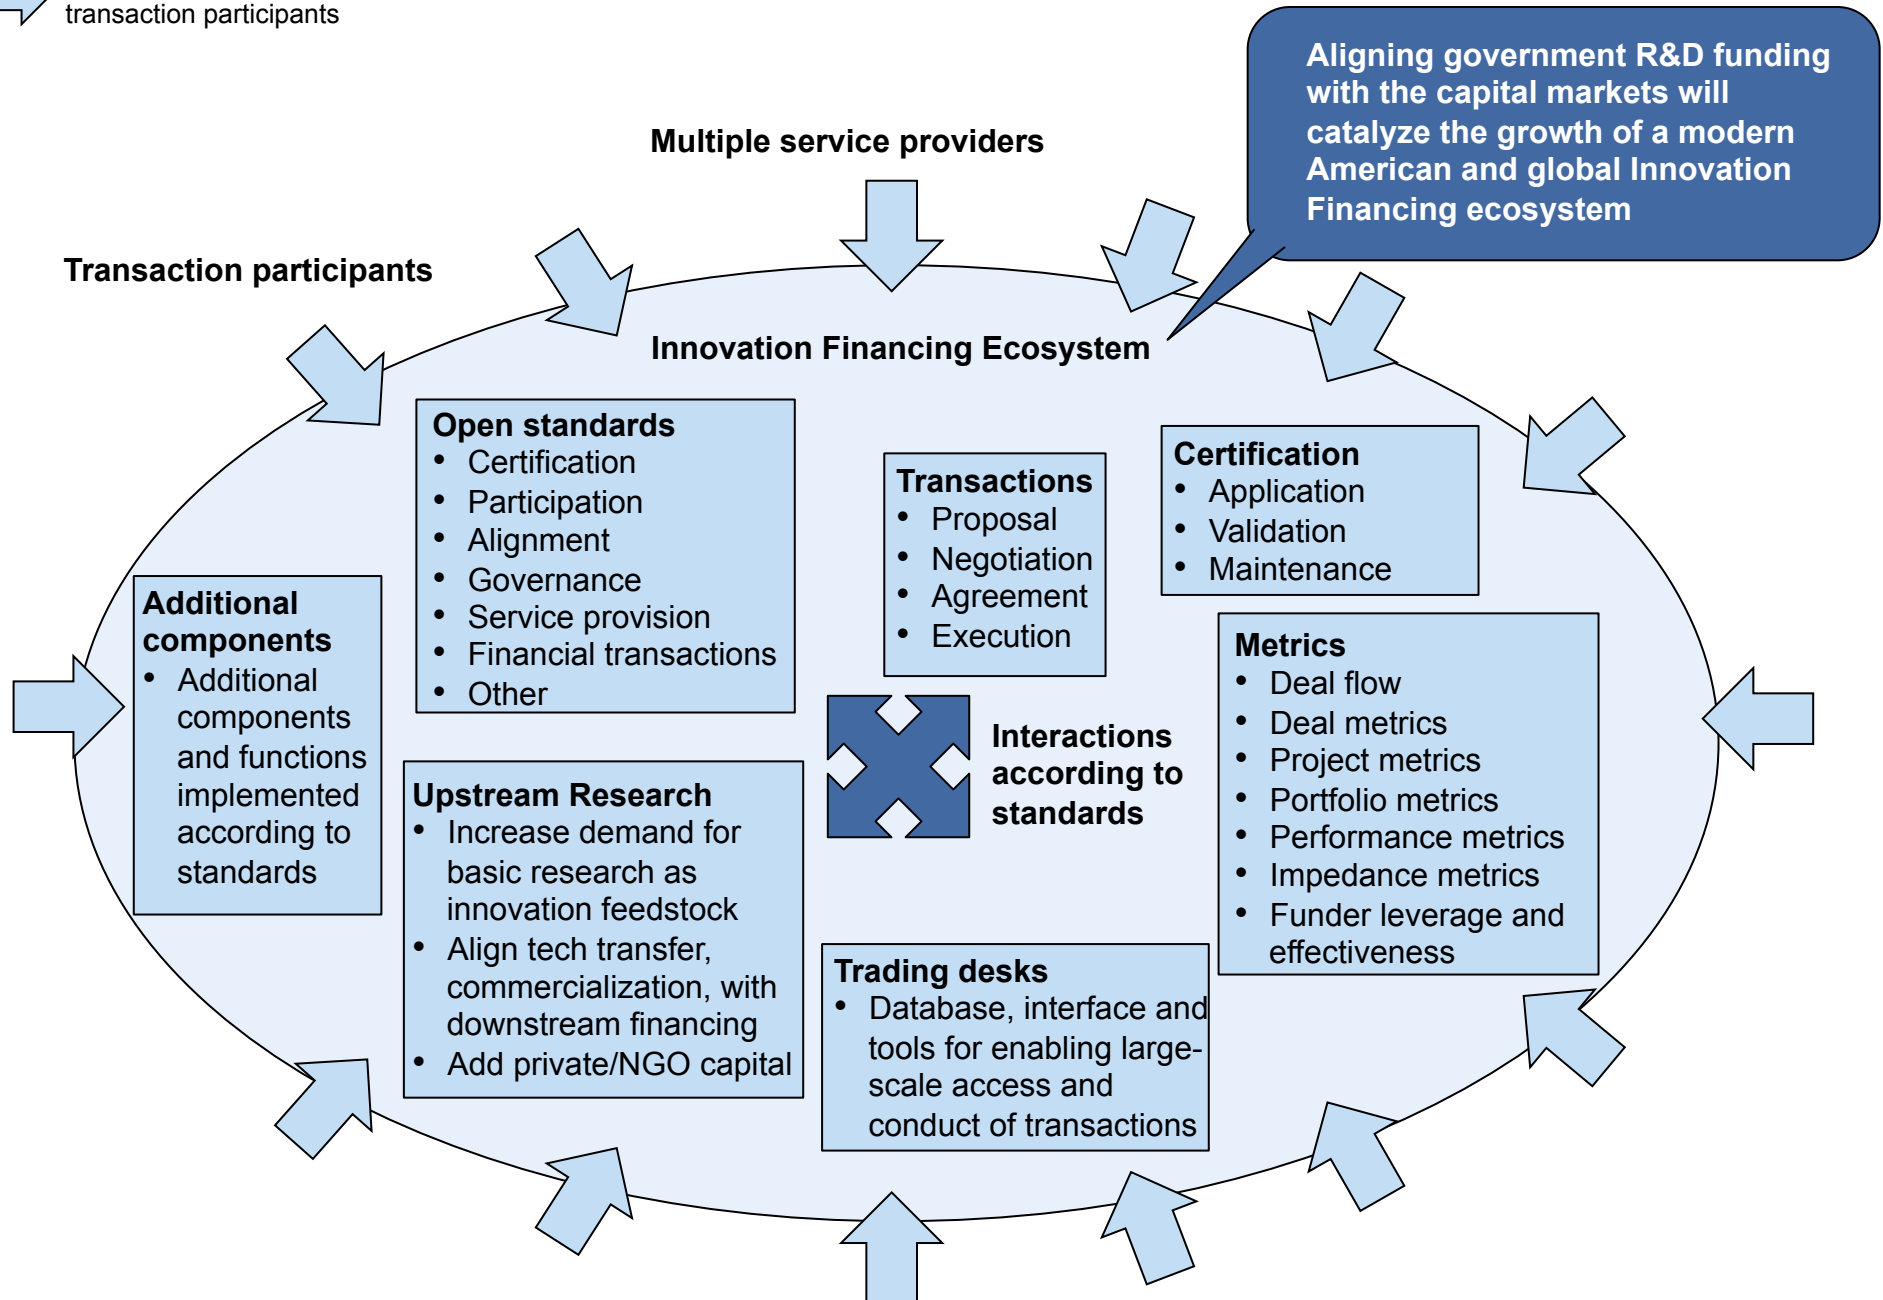 transaction participants
Aligning government R&D funding
with the capital markets will
catalyze the growth of a modern
American and global Innovation
Financing ecosystem
Multiple service providers
Transaction participants
Innovation Financing Ecosystem
Open standards
• Certification
• Participation
• Alignment
• Governance
• Service provision
• Financial transactions
• Other
Transactions
• Proposal
• Negotiation
• Agreement
• Execution
Certification
• Application
• Validation
• Maintenance
Additional
components
• Additional
components
and functions
implemented
according to
standards
Metrics
• Deal flow
• Deal metrics
• Project metrics
• Portfolio metrics
• Performance metrics
• Impedance metrics
• Funder leverage and
effectiveness
Interactions
according to
standards
Upstream Research
• Increase demand for
basic research as
innovation feedstock
• Align tech transfer,
commercialization, with
downstream financing
• Add private/NGO capital
Trading desks
• Database, interface and
tools for enabling large-
scale access and
conduct of transactions